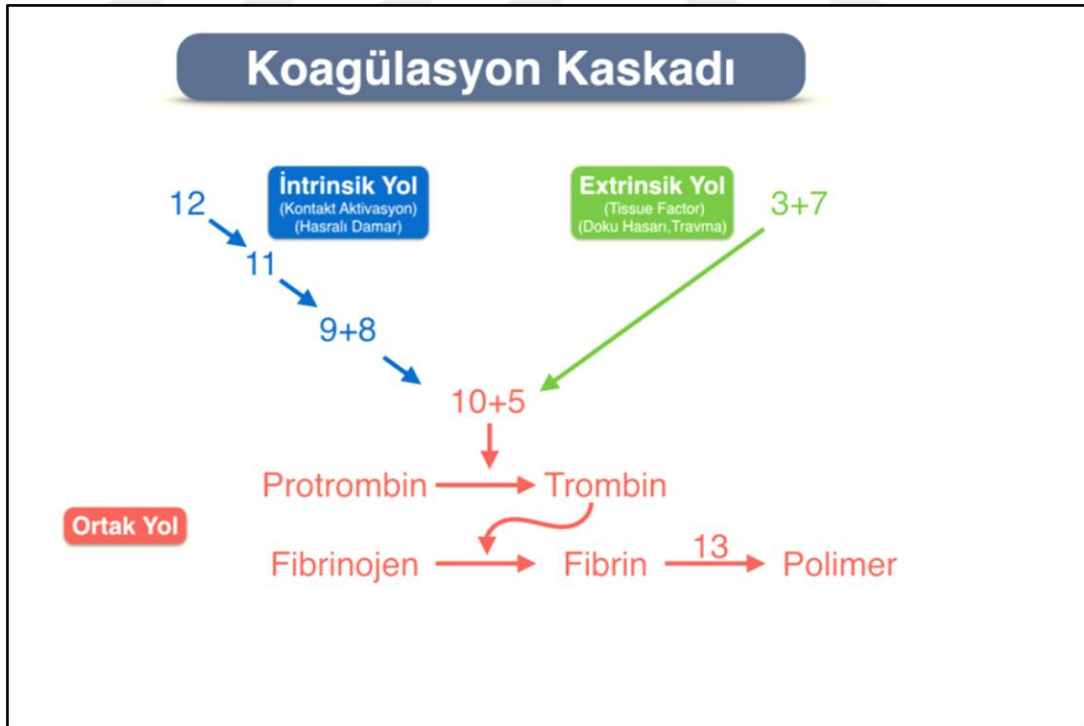 Koagülasyon Kaskadı
12
İntrinsik Yol
(Kontakt Aktivasyon)
(Hasralı Damar)
Extrinsik Yol
(Tissue Factor)
(Doku Hasarı,Travma)
3+7
11
9+8
10+5
Protrombin
Trombin
Ortak Yol
Fibrinojen
Fibrin
13
Polimer